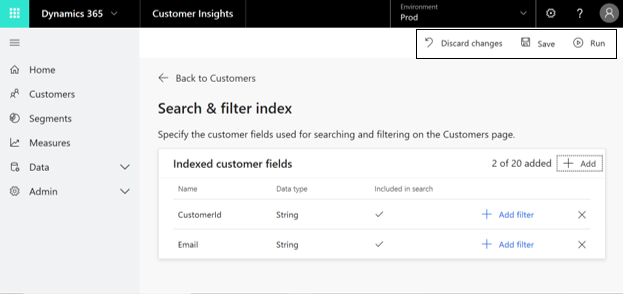 Dynamics 365
Customer Insights
Environment
Prod
?
Discard changes
Save
Run
Home
Customers
Segments
Measures
Data
Admin
Back to Customers
Search & filter index
Specify the customer fields used for searching and filtering on the Customers page.
Indexed customer fields
2 of 20 added
+ Add
Name Data type Included in search
CustomerId String + Add filter
Email String + Add filter